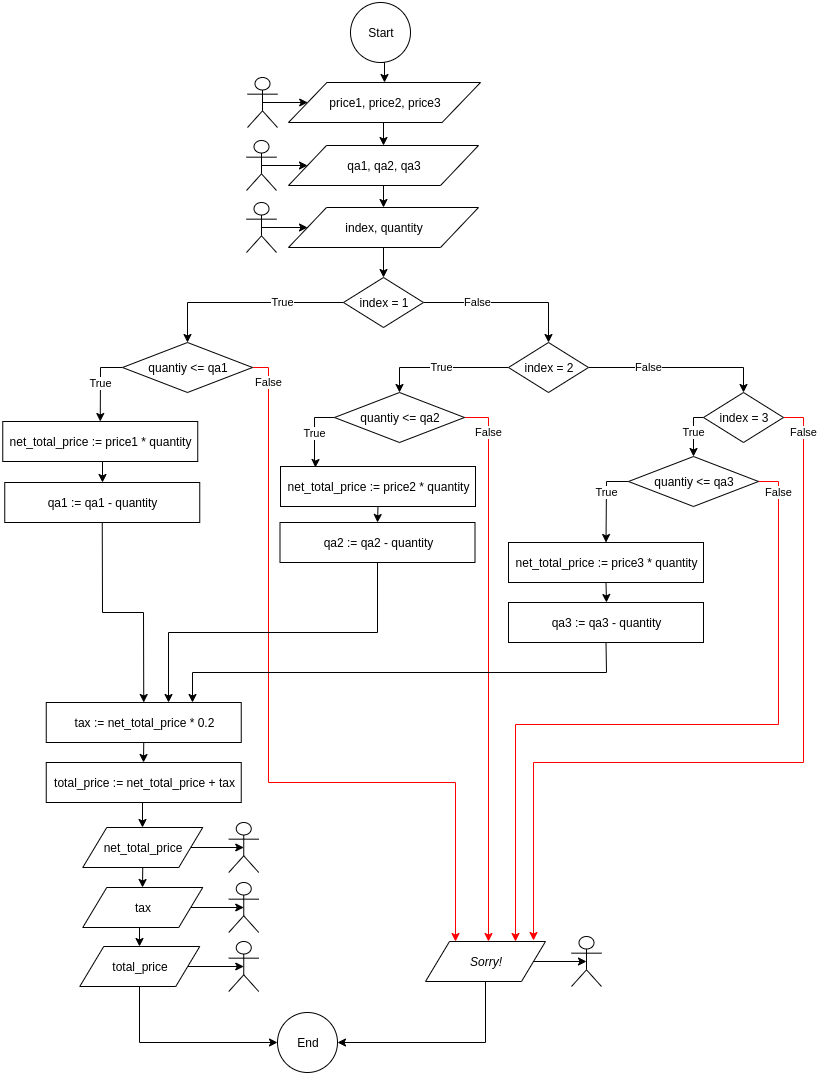 Start
price1, price2, price3
qa1, qa2, qa3
index, quantity
index = 1
True
False
quantiy <= qa1
True
False
index = 2
True
False
quantiy <= qa2
True
False
index = 3
True
False
net_total_price := price1 * quantity
quantiy <= qa3
True
False
net_total_price := price2 * quantity
qa1 := qa1 - quantity
qa2 := qa2 - quantity
net_total_price := price3 * quantity
qa3 := qa3 - quantity
tax := net_total_price * 0.2
total_price := net_total_price + tax
net_total_price
tax
total_price
Sorry!
End